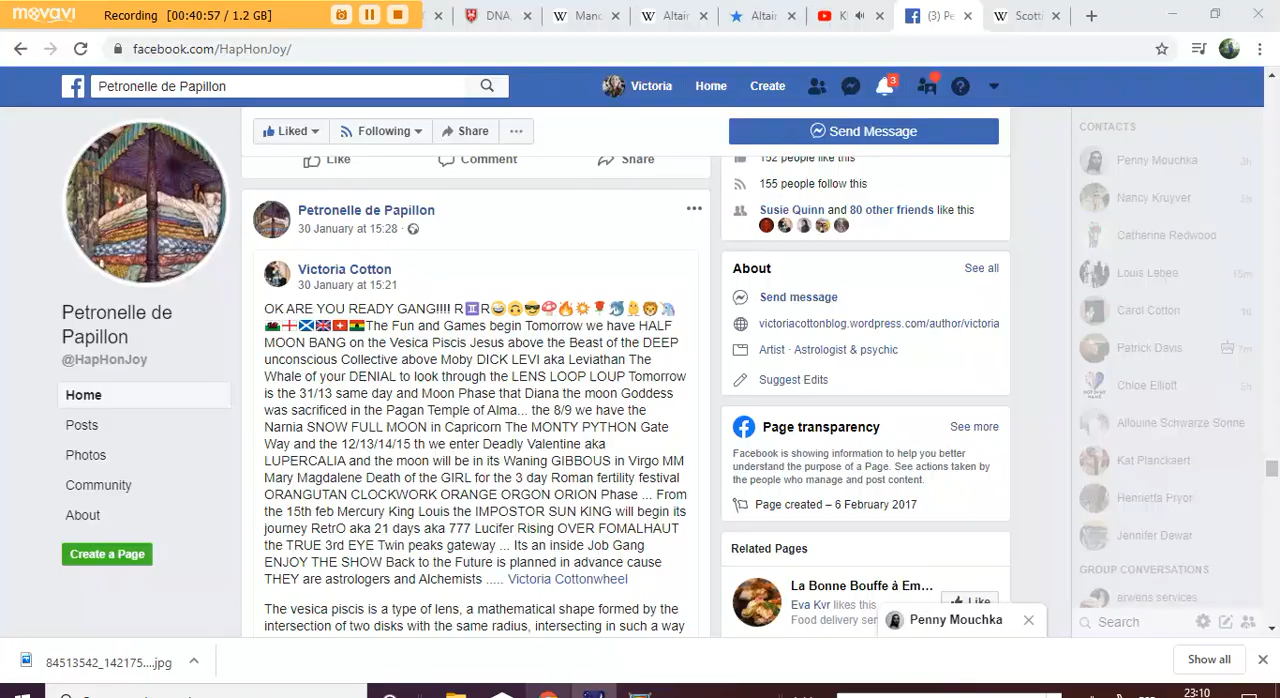 movavi
Recording [00:40:57 / 1.2 GB]
DNA
Manc
Altair
Altair
(3) Pe
Scotti
facebook.com/HapHonJoy/
Petronelle de Papillon
Victoria
Home
Create
3
Liked
Following
Share
Send Message
Like
Comment
Share
152 people like this
155 people follow this
Susie Quinn and 80 other friends like this
Petronelle de Papillon
@HapHonJoy
Home
Posts
Photos
Community
About
Create a Page
Petronelle de Papillon
30 January at 15:28
Victoria Cotton
30 January at 15:21
OK ARE YOU READY GANG!!!! R♊R😜🙃😎🍄🔥💥🌹🐬👌🦁🐘
🏴󠁧󠁢󠁷󠁬󠁳󠁿🏴󠁧󠁢󠁥󠁮󠁧󠁿🏴󠁧󠁢󠁳󠁣󠁴󠁿🇬🇧🇨🇭🇬🇭The Fun and Games begin Tomorrow we have HALF
MOON BANG on the Vesica Piscis Jesus above the Beast of the DEEP
unconscious Collective above Moby DICK LEVI aka Leviathan The
Whale of your DENIAL to look through the LENS LOOP LOUP Tomorrow
is the 31/13 same day and Moon Phase that Diana the moon Goddess
was sacrificed in the Pagan Temple of Alma... the 8/9 we have the
Narnia SNOW FULL MOON in Capricorn The MONTY PYTHON Gate
Way and the 12/13/14/15 th we enter Deadly Valentine aka
LUPERCALIA and the moon will be in its Waning GIBBOUS in Virgo MM
Mary Magdalene Death of the GIRL for the 3 day Roman fertility festival
ORANGUTAN CLOCKWORK ORANGE ORGON ORION Phase ... From
the 15th feb Mercury King Louis the IMPOSTOR SUN KING will begin its
journey RetrO aka 21 days aka 777 Lucifer Rising OVER FOMALHAUT
the TRUE 3rd EYE Twin peaks gateway ... Its an inside Job Gang
ENJOY THE SHOW Back to the Future is planned in advance cause
THEY are astrologers and Alchemists ..... Victoria Cottonwheel
The vesica piscis is a type of lens, a mathematical shape formed by the
intersection of two disks with the same radius, intersecting in such a way
About
See all
Send message
victoriacottonblog.wordpress.com/author/victoria
Artist · Astrologist & psychic
Suggest Edits
Page transparency
See more
Facebook is showing information to help you better
understand the purpose of a Page. See actions taken by
the people who manage and post content.
Page created – 6 February 2017
Related Pages
La Bonne Bouffe à Em...
Eva Kvr likes this
Food delivery ser
Like
Penny Mouchka
CONTACTS
Penny Mouchka 3h
Nancy Kruyver
Catherine Redwood
Louis Labee 15m
Carol Cotton 1d
Patrick Davis 7m
Chloe Elliott 5h
Allouine Schwarze Sonne
Kat Planckaert
Henrietta Pryor
Jennifer Dewar
GROUP CONVERSATIONS
arwens services
Search
84513542_142175....jpg
Show all
23:10